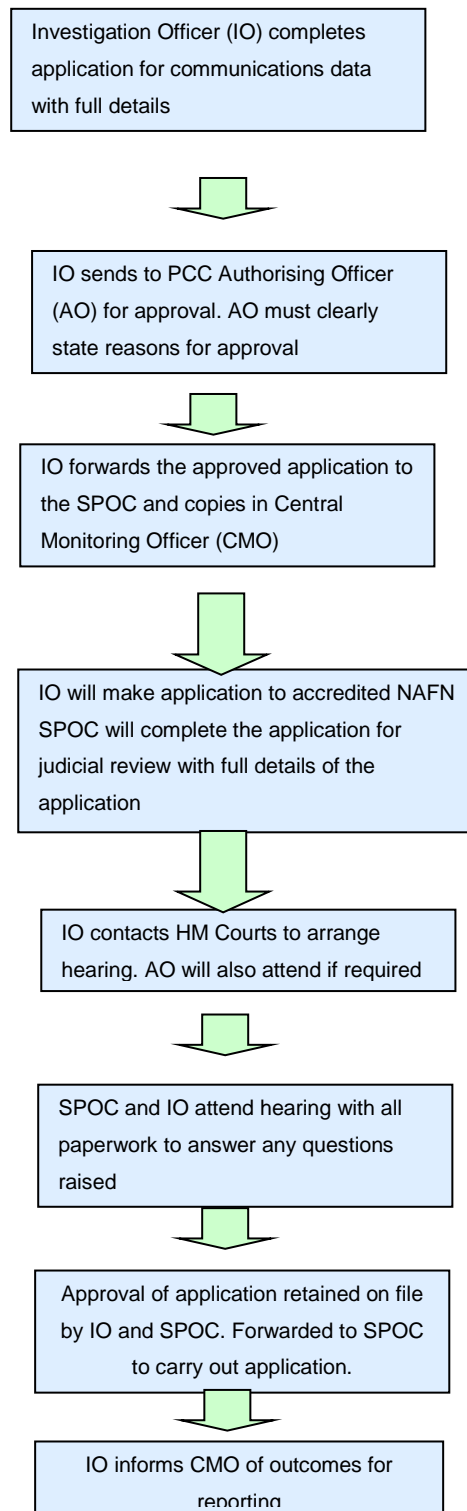 Investigation Officer (IO) completes
application for communications data
with full details
IO sends to PCC Authorising Officer
(AO) for approval. AO must clearly
state reasons for approval
IO forwards the approved application to
the SPOC and copies in Central
Monitoring Officer (CMO)
IO will make application to accredited NAFN
SPOC will complete the application for
judicial review with full details of the
application
IO contacts HM Courts to arrange
hearing. AO will also attend if required
SPOC and IO attend hearing with all
paperwork to answer any questions
raised
Approval of application retained on file
by IO and SPOC. Forwarded to SPOC
to carry out application.
IO informs CMO of outcomes for
reporting